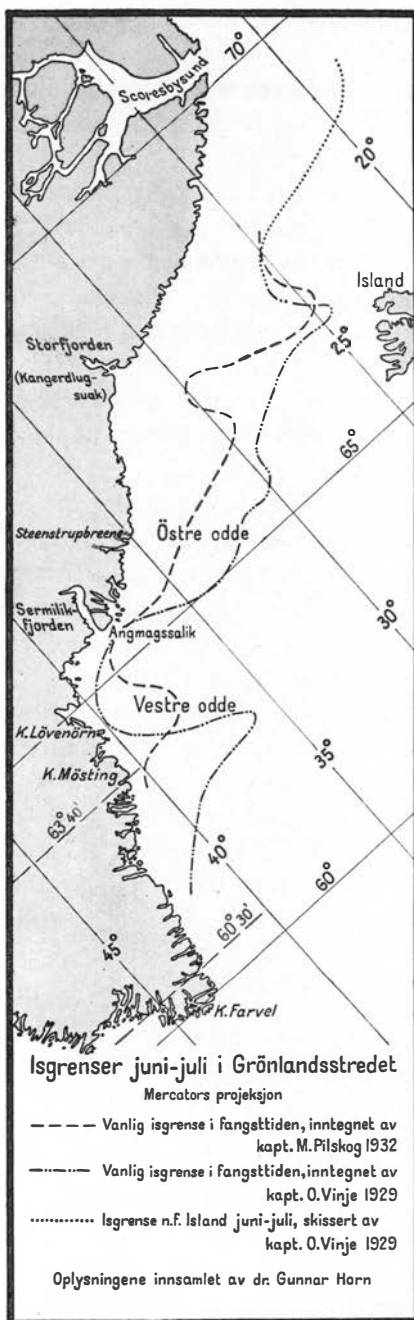 70°
Scoresbysund
20°
Island
25°
Storfjorden
(Kangerdlug-
suak)
65°
Östre odde
Steenstrupbreene
30°
Sermilik-
fjorden
Angmagssalik
Vestre odde
K.Lövenörn
K.Mösting
35°
63° 40'
40°
60°
60° 30'
45°
K.Farvel
Isgrenser juni-juli i Grönlandsstredet
Mercators projeksjon
Vanlig isgrense i fangsttiden, inntegnet av
kapt. M.Pilskog 1932
Vanlig isgrense i fangsttiden, inntegnet av
kapt. O.Vinje 1929
Isgrense n.f. Island juni-juli, skissert av
kapt. O.Vinje 1929
Oplysningene innsamlet av dr. Gunnar Horn